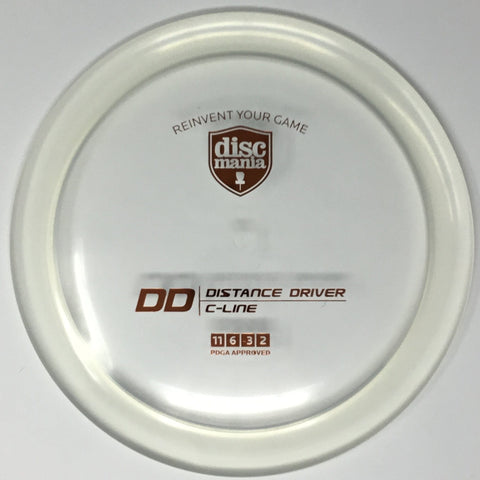 REINVENT YOUR GAME
disc
mania
DD
DISTANCE DRIVER
C-LINE
11 6 3 2
PDGA APPROVED